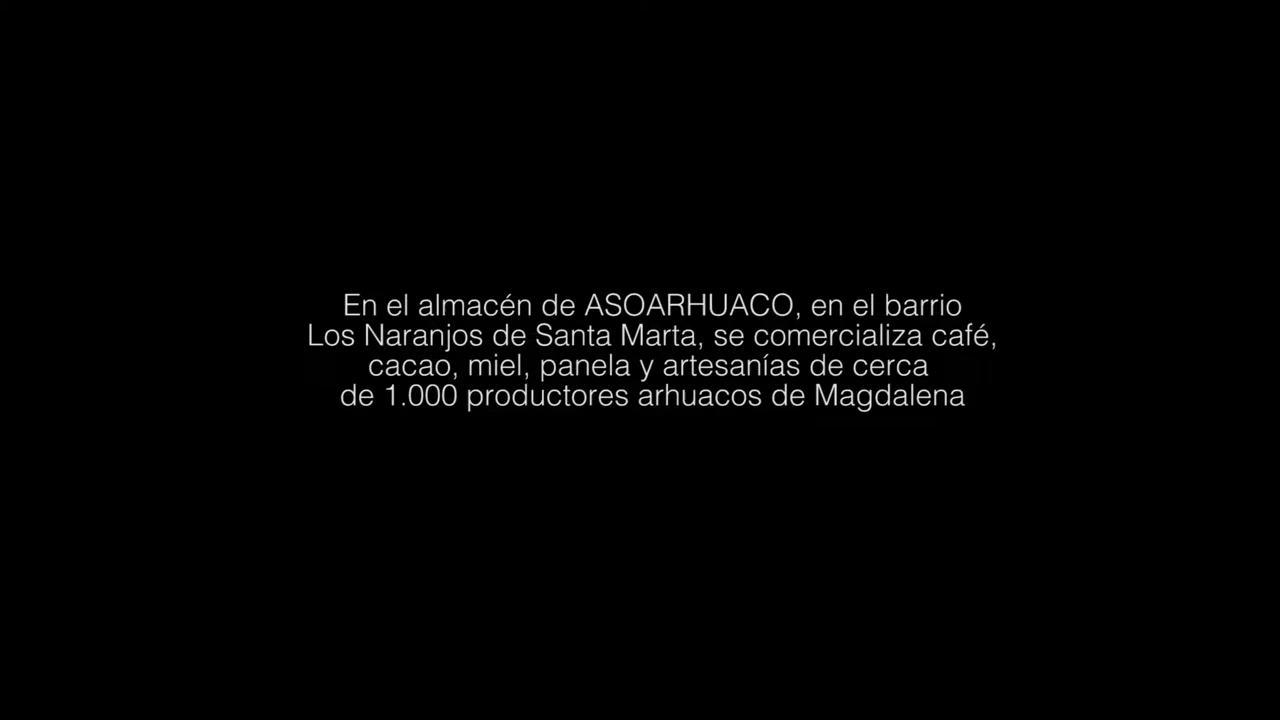 En el almacén de ASOARHUACO, en el barrio
Los Naranjos de Santa Marta, se comercializa café,
cacao, miel, panela y artesanías de cerca
de 1.000 productores arhuacos de Magdalena